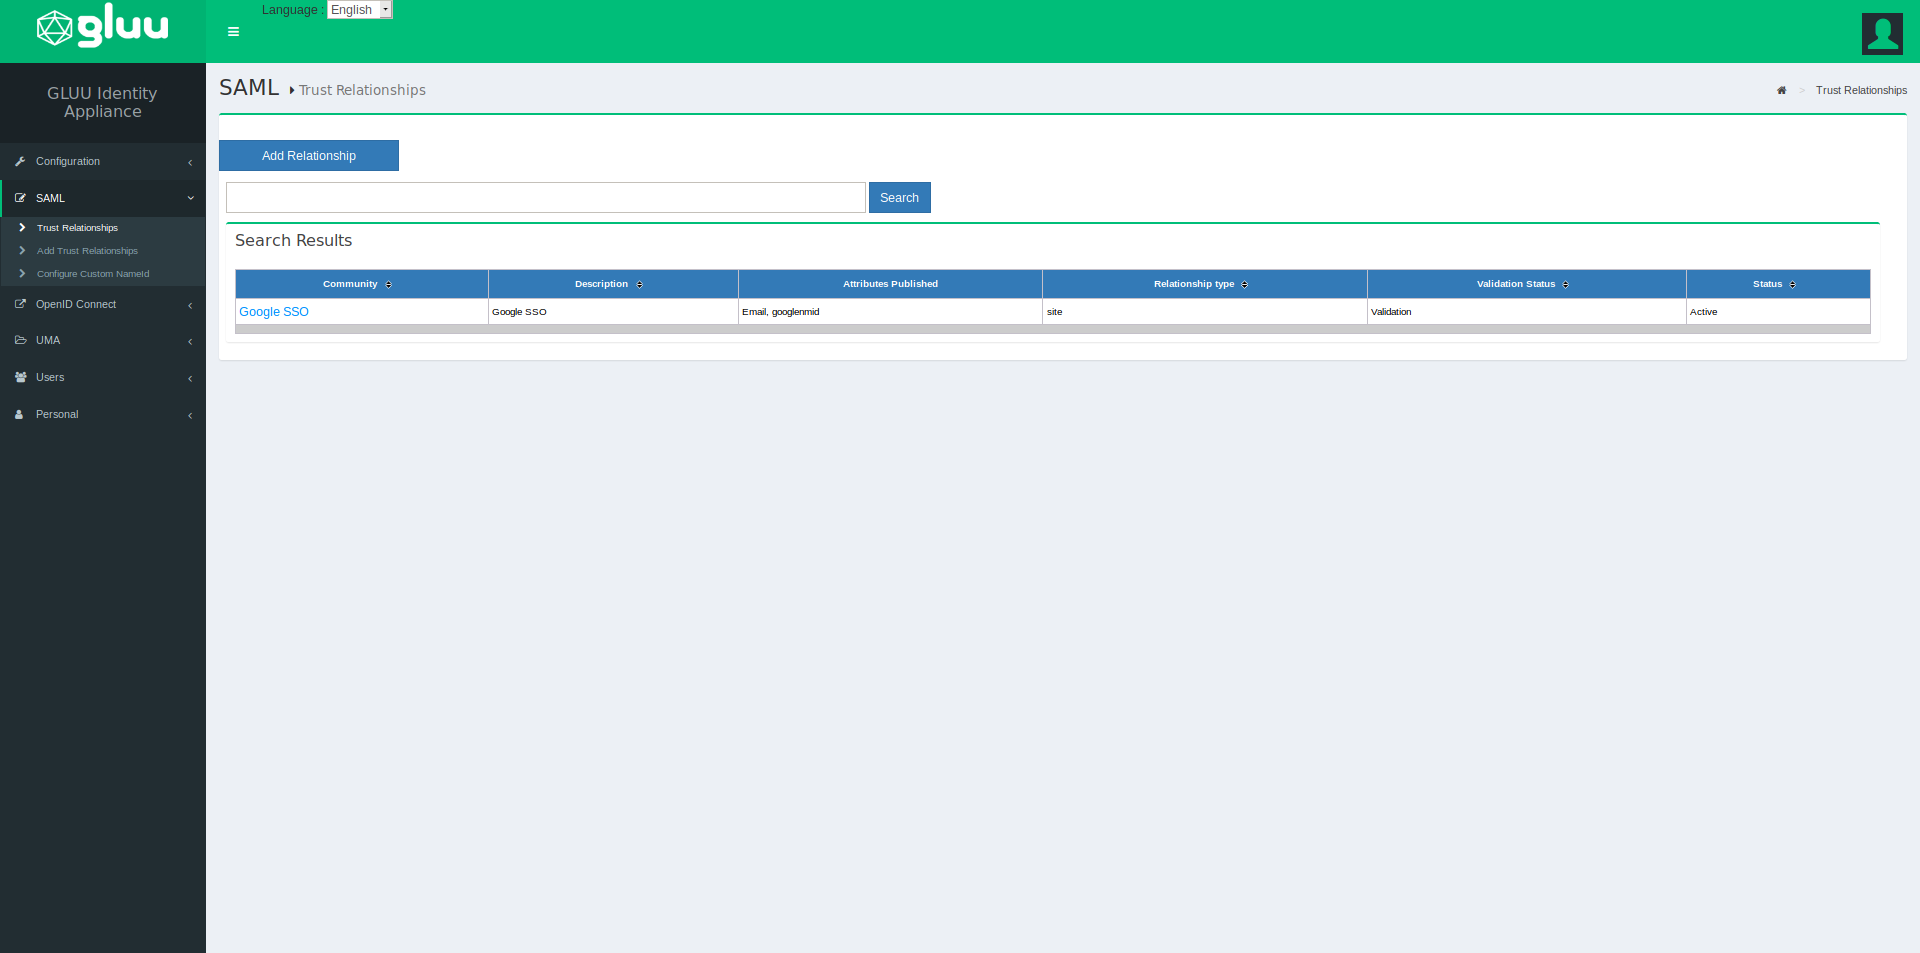 gluu
Language : English
GLUU Identity
Appliance
Configuration
SAML
Trust Relationships
Add Trust Relationships
Configure Custom NameId
OpenID Connect
UMA
Users
Personal
SAML Trust Relationships
> Trust Relationships
Add Relationship
Search
Search Results
Community Description Attributes Published Relationship type Validation Status Status
Google SSO Google SSO Email, googlenmid site Validation Active